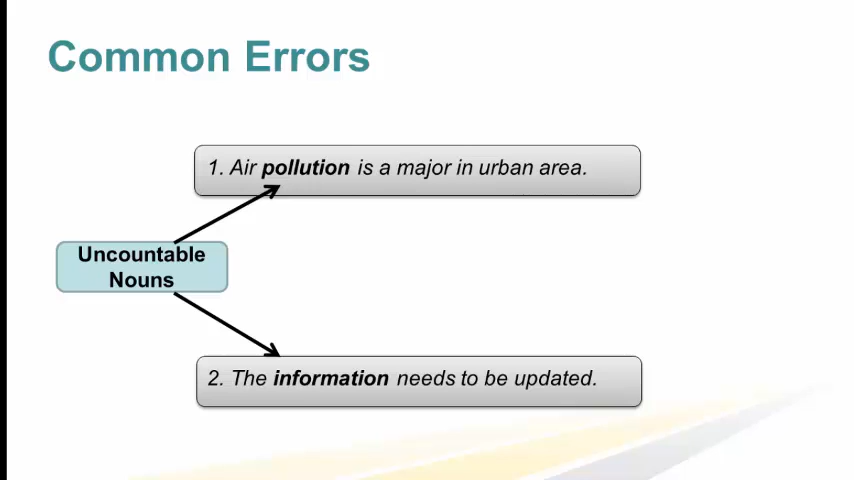 Common Errors
1. Air pollution is a major in urban area.
Uncountable
Nouns
2. The information needs to be updated.